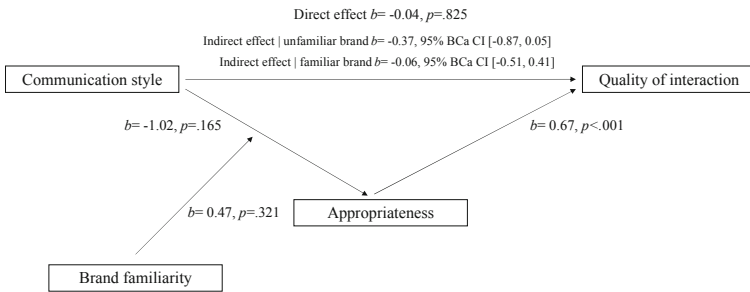 Direct effect b= -0.04, p=.825
Indirect effect | unfamiliar brand b= -0.37, 95% BCa CI [-0.87, 0.05]
Indirect effect | familiar brand b= -0.06, 95% BCa CI [-0.51, 0.41]
Communication style
Quality of interaction
b= -1.02, p=.165
b= 0.67, p<.001
Appropriateness
b= 0.47, p=.321
Brand familiarity